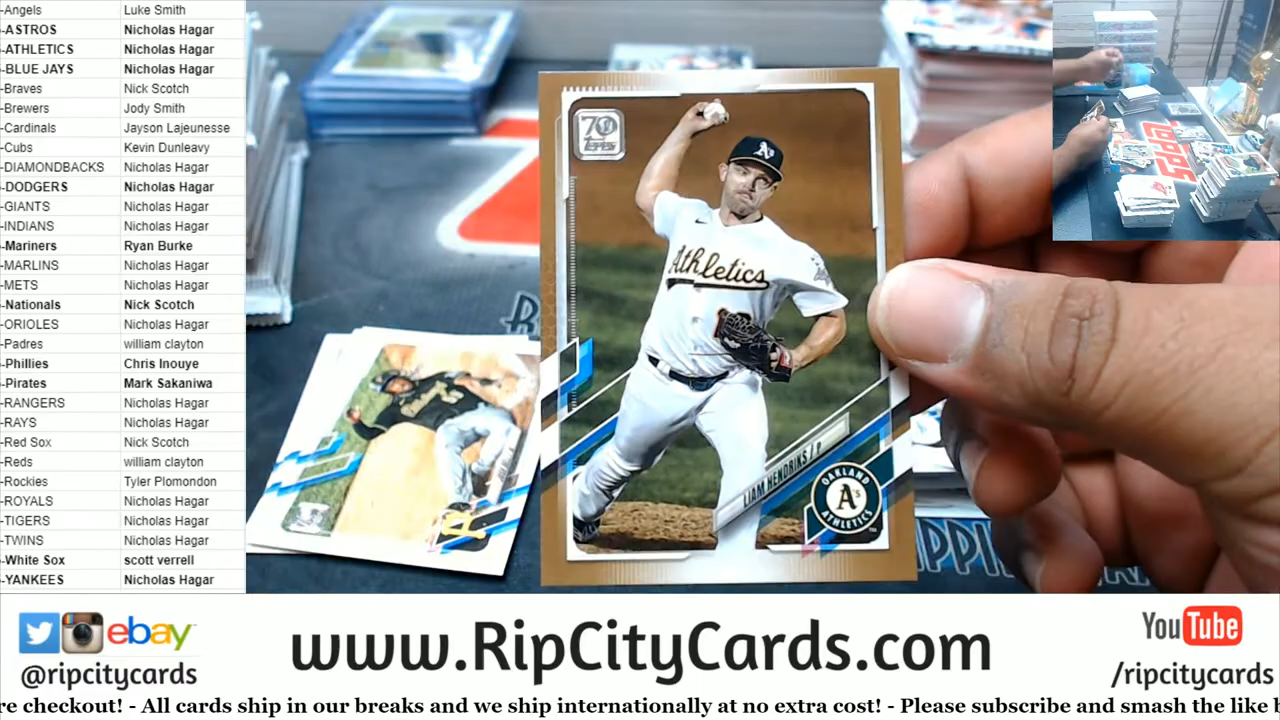 -Angels Luke Smith
-ASTROS Nicholas Hagar
-ATHLETICS Nicholas Hagar
-BLUE JAYS Nicholas Hagar
-Braves Nick Scotch
-Brewers Jody Smith
-Cardinals Jayson Lajeunesse
-Cubs Kevin Dunleavy
-DIAMONDBACKS Nicholas Hagar
-DODGERS Nicholas Hagar
-GIANTS Nicholas Hagar
-INDIANS Nicholas Hagar
-Mariners Ryan Burke
-MARLINS Nicholas Hagar
-METS Nicholas Hagar
-Nationals Nick Scotch
-ORIOLES Nicholas Hagar
-Padres william clayton
-Phillies Chris Inouye
-Pirates Mark Sakaniwa
-RANGERS Nicholas Hagar
-RAYS Nicholas Hagar
-Red Sox Nick Scotch
-Reds william clayton
-Rockies Tyler Plomondon
-ROYALS Nicholas Hagar
-TIGERS Nicholas Hagar
-TWINS Nicholas Hagar
-White Sox scott verrell
-YANKEES Nicholas Hagar
70
Topps
A's
Athletics
LIAM HENDRIKS / P
OAKLAND
A's
ATHLETICS
TOPPS
ebay
@ripcitycards
www.RipCityCards.com
YouTube
/ripcitycards
re checkout! - All cards ship in our breaks and we ship internationally at no extra cost! - Please subscribe and smash the like b